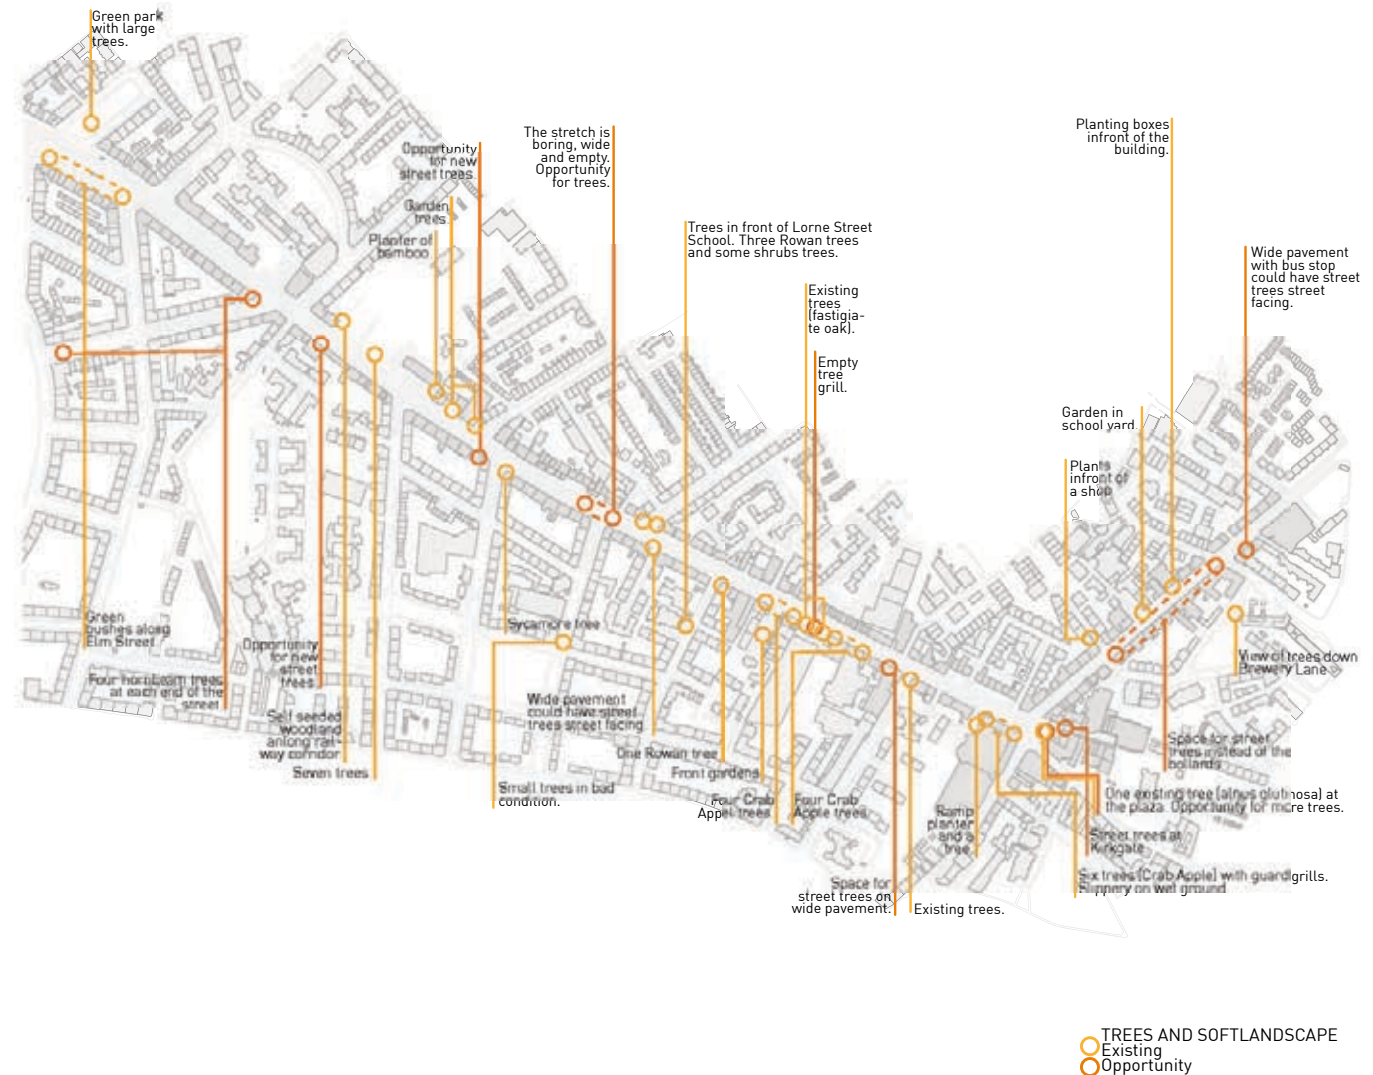 Green park
with large
trees.
Opportunity
for new
street trees.
The stretch is
boring, wide
and empty.
Opportunity
for trees.
Planting boxes
infront of the
building.
Garden
trees.
Planter of
bamboo.
Trees in front of Lorne Street
School. Three Rowan trees
and some shrubs trees.
Wide pavement
with bus stop
could have street
trees street
facing.
Existing
trees
(fastigia-
te oak).
Empty
tree
grill.
Garden in
school yard.
Plants
infront of
a shop
Green
bushes along
Elm Street
Sycamore tree
Opportunity
for new
street
trees.
Four hornbeam trees
at each end of the
street.
Self seeded
woodland
anlong rail-
way corridor
Seven trees
Wide pavement
could have street
trees street facing
One Rowan tree
Front gardens
Small trees in bad
condition.
Four Crab
Appel trees
Four Crab
Apple trees
View of trees down
Brewery Lane
Space for street
trees instead of the
bollards
One existing tree (alnus glutinosa) at
the plaza. Opportunity for more trees.
Ramp
planter
and a
tree.
Street trees at
Kirkgate
Six trees (Crab Apple) with guard grills.
Slippery on wet ground
Space for
street trees on
wide pavement.
Existing trees.
TREES AND SOFTLANDSCAPE
Existing
Opportunity